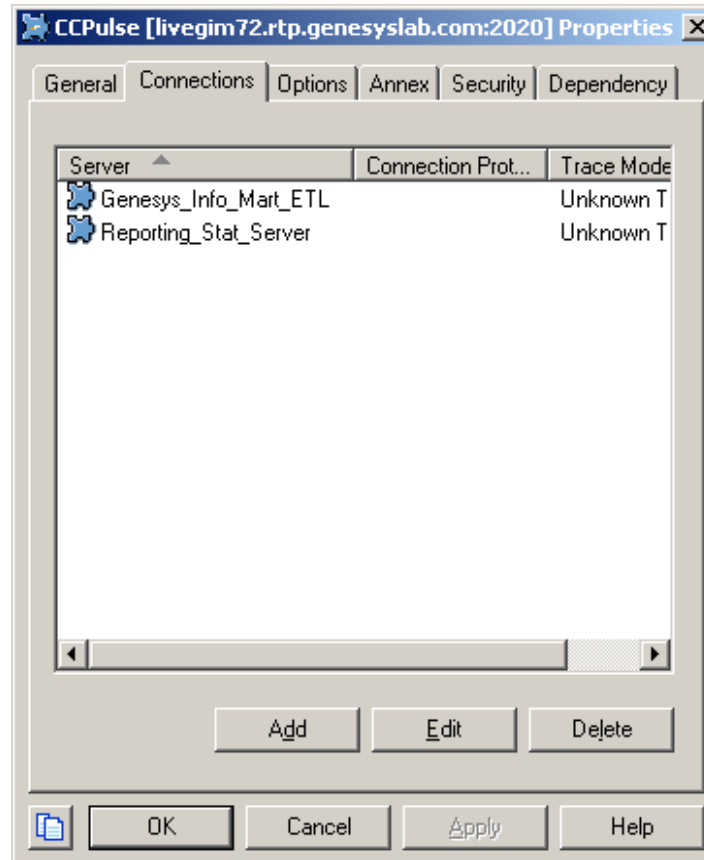 CCPulse [livegim72.rtp.genesyslab.com:2020] Properties
General Connections Options Annex Security Dependency
Server Connection Prot... Trace Mode
Genesys_Info_Mart_ETL Unknown T
Reporting_Stat_Server Unknown T
Add Edit Delete
OK Cancel Apply Help